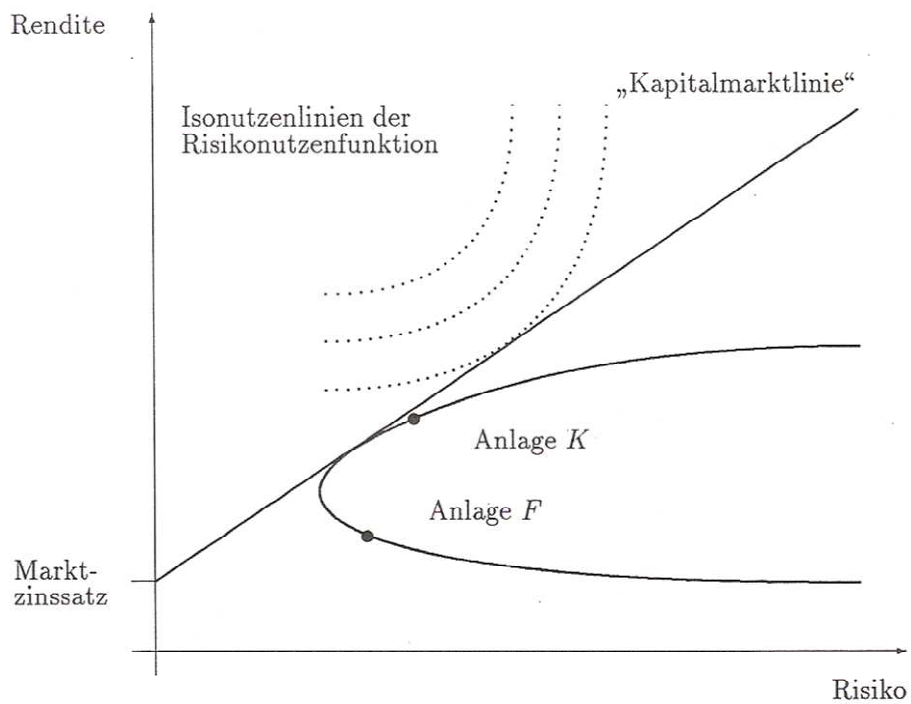 Rendite
„Kapitalmarktlinie“
Isonutzenlinien der
Risikonutzenfunktion
Anlage K
Anlage F
Markt-
zinssatz
Risiko